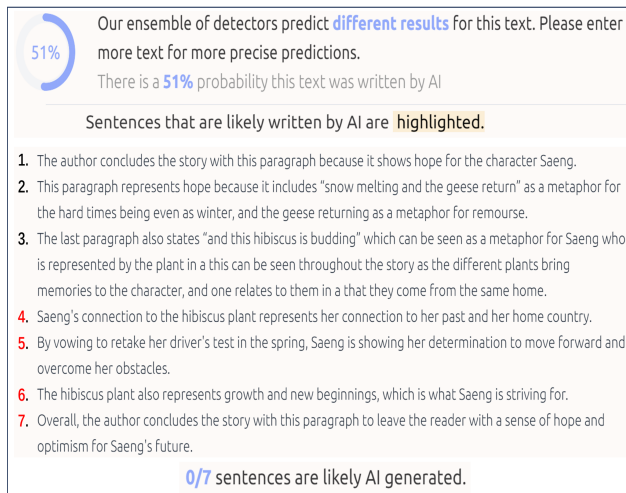 Our ensemble of detectors predict different results for this text. Please enter
51%
more text for more precise predictions.
There is a 51% probability this text was written by AI
Sentences that are likely written by AI are highlighted.
1. The author concludes the story with this paragraph because it shows hope for the character Saeng.
2. This paragraph represents hope because it includes “snow melting and the geese return” as a metaphor for
the hard times being even as winter, and the geese returning as a metaphor for remourse.
3. The last paragraph also states “and this hibiscus is budding” which can be seen as a metaphor for Saeng who
is represented by the plant in a this can be seen throughout the story as the different plants bring
memories to the character, and one relates to them in a that they come from the same home.
4. Saeng's connection to the hibiscus plant represents her connection to her past and her home country.
5. By vowing to retake her driver's test in the spring, Saeng is showing her determination to move forward and
overcome her obstacles.
6. The hibiscus plant also represents growth and new beginnings, which is what Saeng is striving for.
7. Overall, the author concludes the story with this paragraph to leave the reader with a sense of hope and
optimism for Saeng's future.
0/7 sentences are likely AI generated.